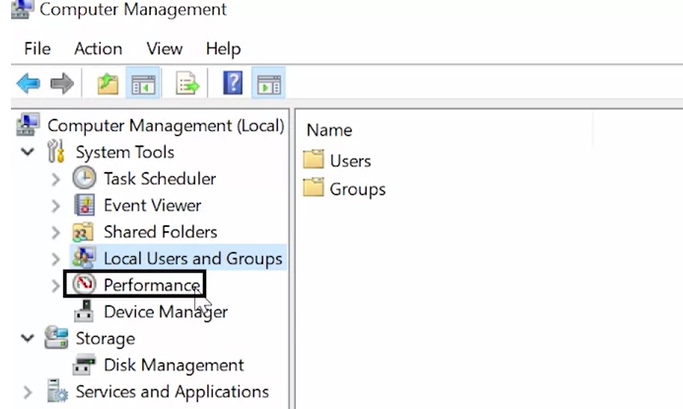 Computer Management
File Action View Help
Computer Management (Local)
System Tools
Task Scheduler
Event Viewer
Shared Folders
Local Users and Groups
Performance
Device Manager
Storage
Disk Management
Services and Applications
Name
Users
Groups